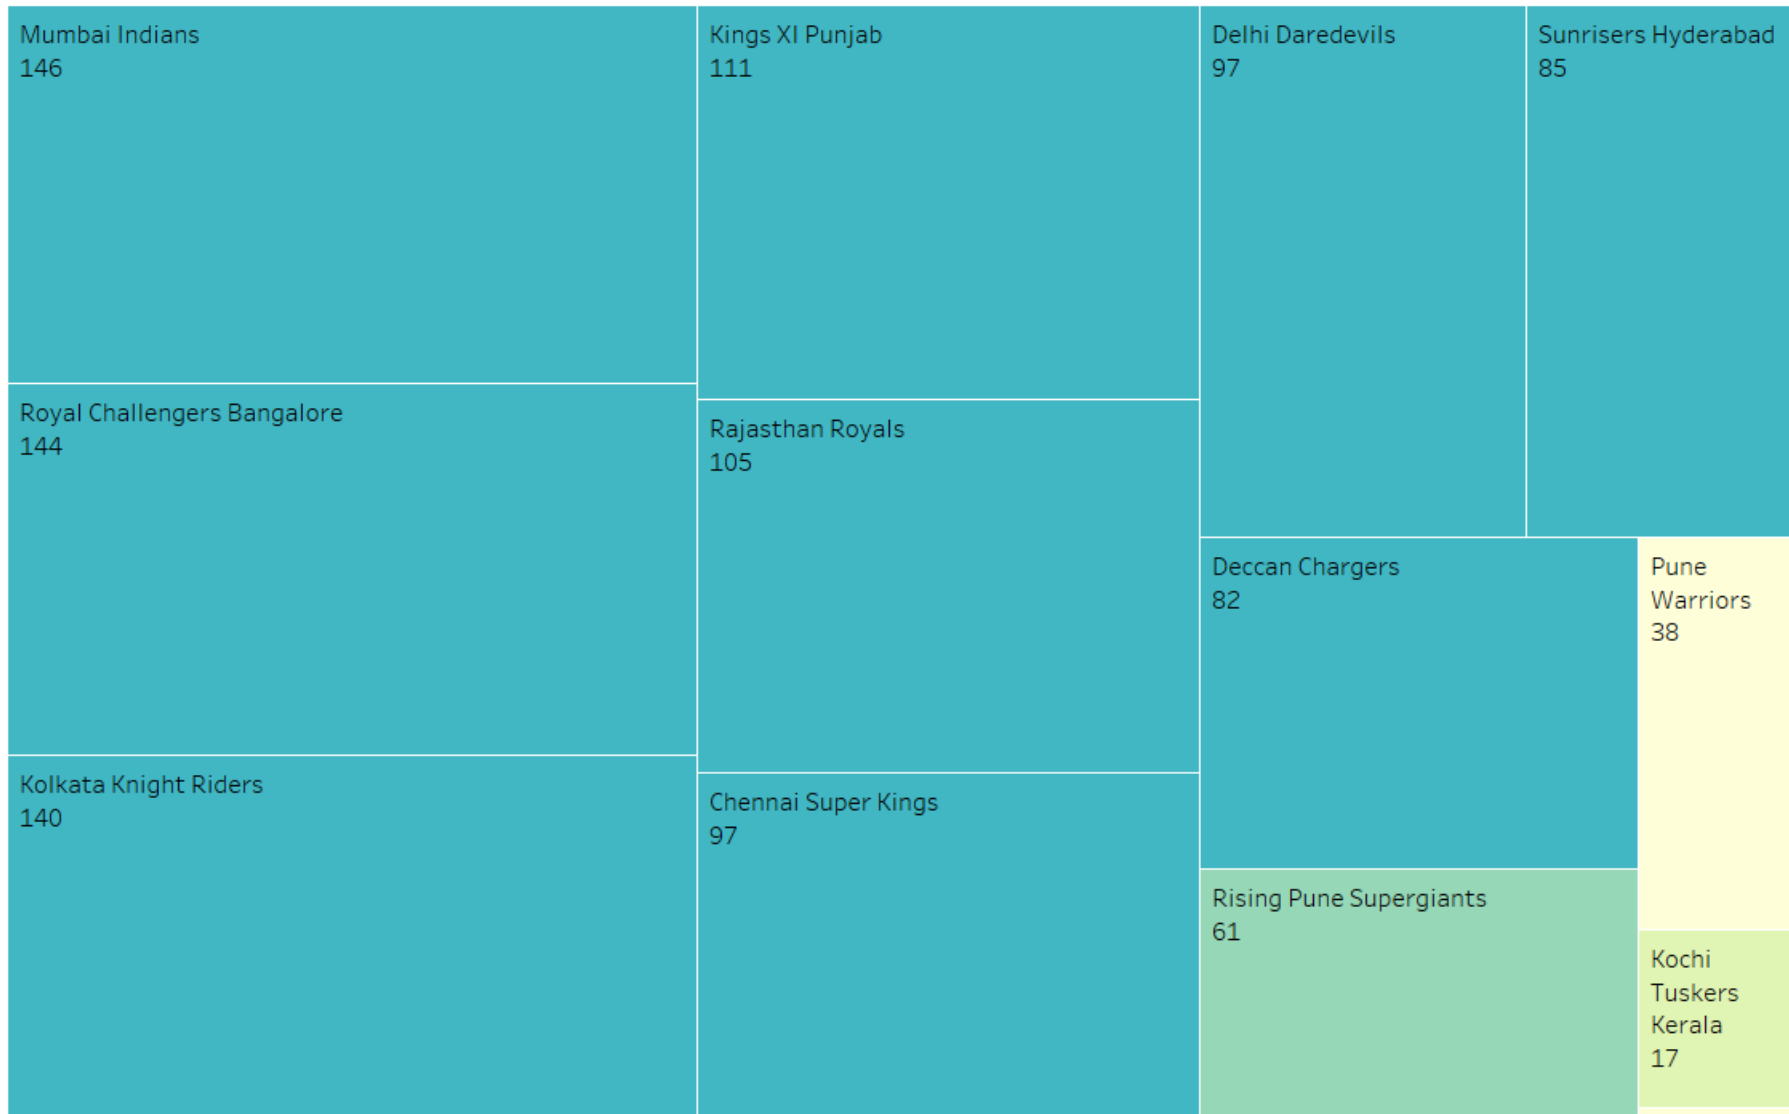 Mumbai Indians
146
Royal Challengers Bangalore
144
Kolkata Knight Riders
140
Kings XI Punjab
111
Rajasthan Royals
105
Chennai Super Kings
97
Delhi Daredevils
97
Sunrisers Hyderabad
85
Deccan Chargers
82
Rising Pune Supergiants
61
Pune
Warriors
38
Kochi
Tuskers
Kerala
17